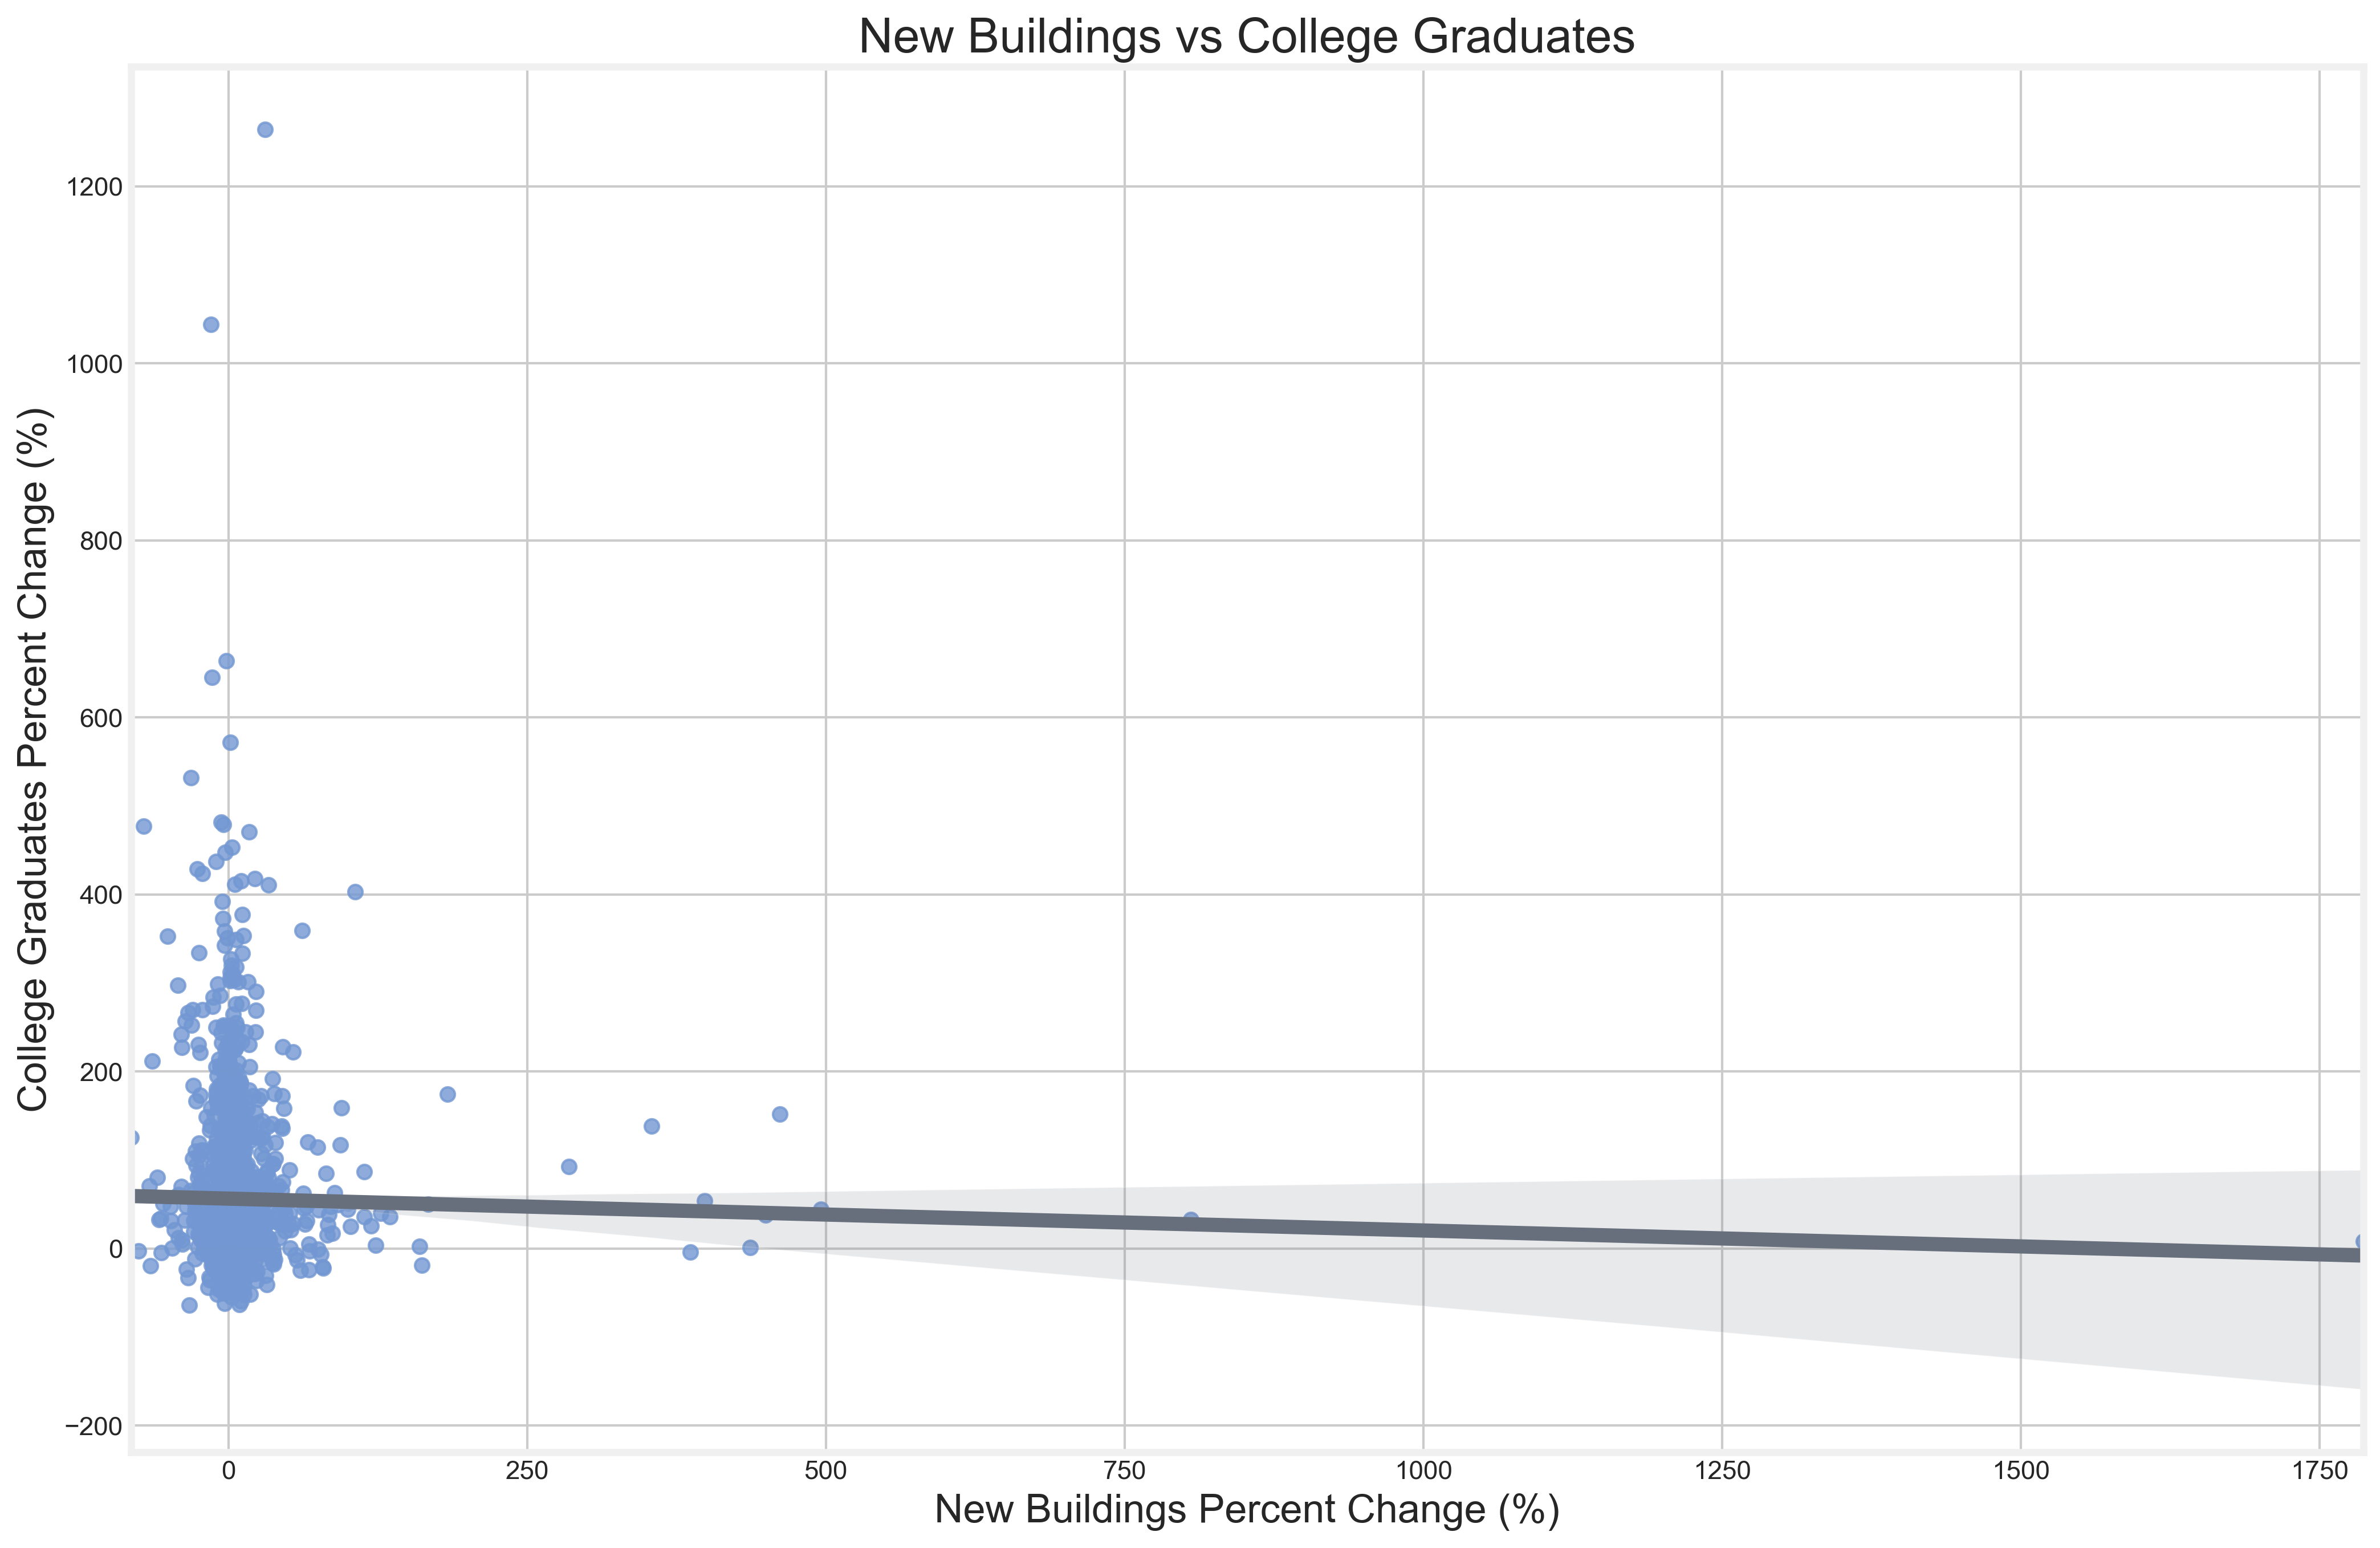 New Buildings vs College Graduates
College Graduates Percent Change (%)
1200
1000
800
600
400
200
0
−200
0 250 500 750 1000 1250 1500 1750
New Buildings Percent Change (%)